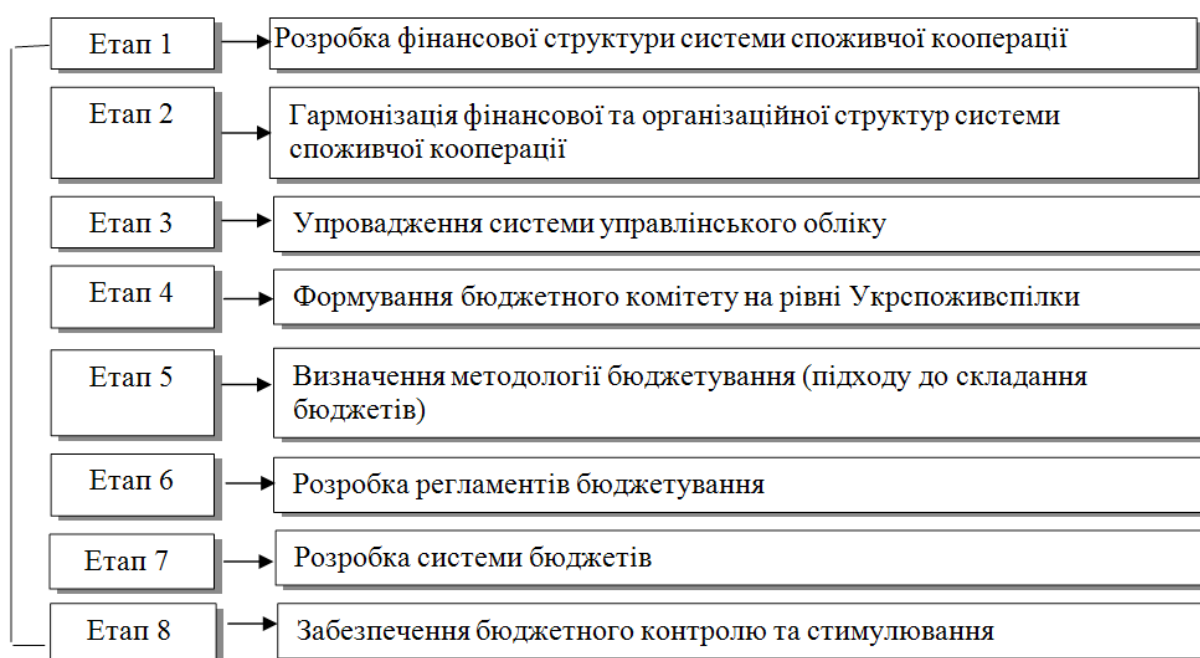 Етап 1
Розробка фінансової структури системи споживчої кооперації
Етап 2
Гармонізація фінансової та організаційної структур системи
споживчої кооперації
Етап 3
Упровадження системи управлінського обліку
Етап 4
Формування бюджетного комітету на рівні Укрспоживспілки
Етап 5
Визначення методології бюджетування (підходу до складання
бюджетів)
Етап 6
Розробка регламентів бюджетування
Етап 7
Розробка системи бюджетів
Етап 8
Забезпечення бюджетного контролю та стимулювання